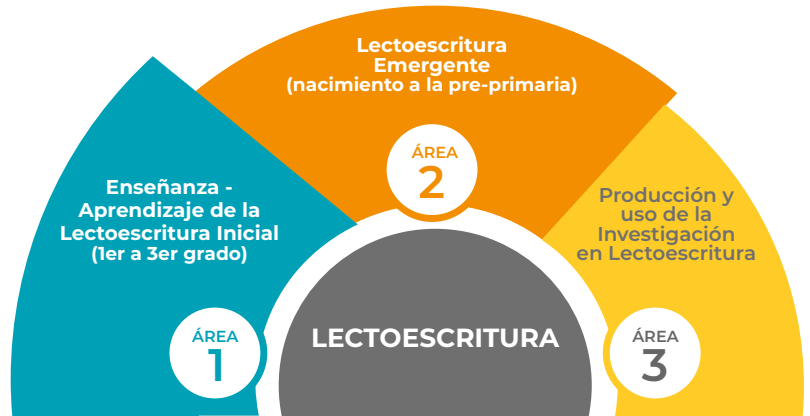 Lectoescritura
Emergente
(nacimiento a la pre-primaria)
ÁREA
2
Enseñanza -
Aprendizaje de la
Lectoescritura Inicial
(1er a 3er grado)
ÁREA
1
Producción y
uso de la
Investigación
en Lectoescritura
ÁREA
3
LECTOESCRITURA